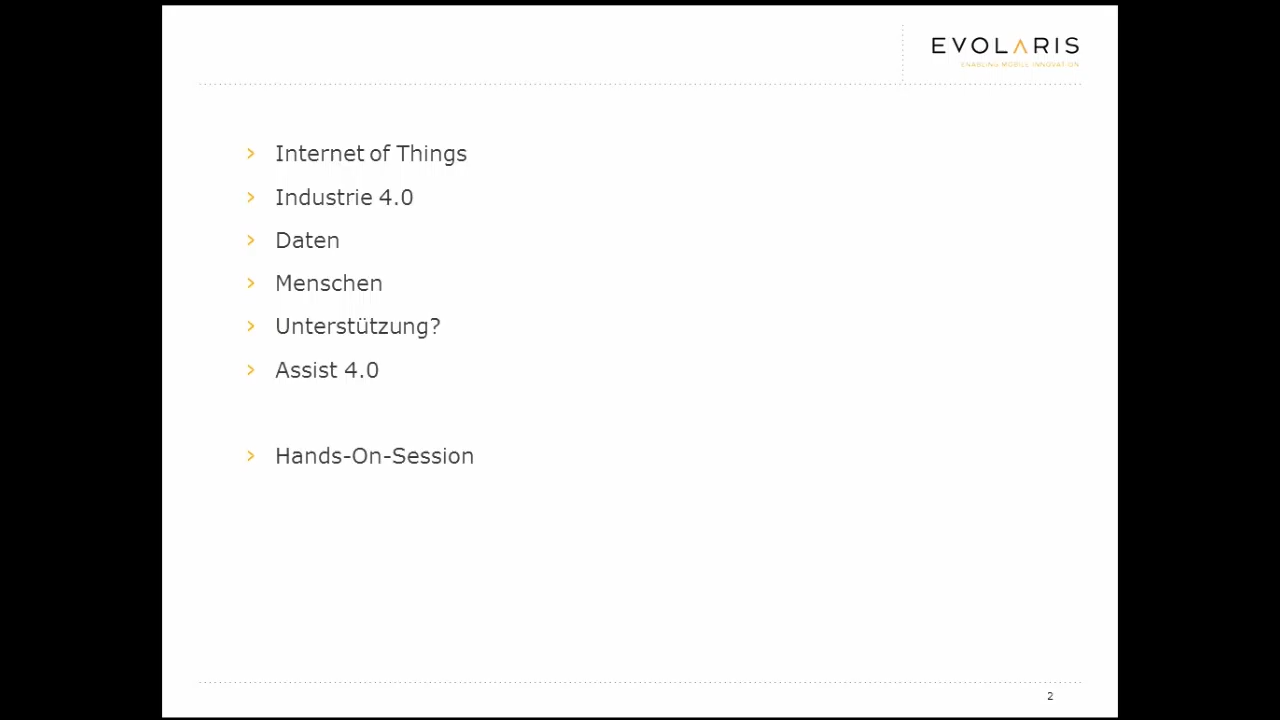 EVOLARIS
ENABLING MOBILE INNOVATION
Internet of Things
Industrie 4.0
Daten
Menschen
Unterstützung?
Assist 4.0
Hands-On-Session
2